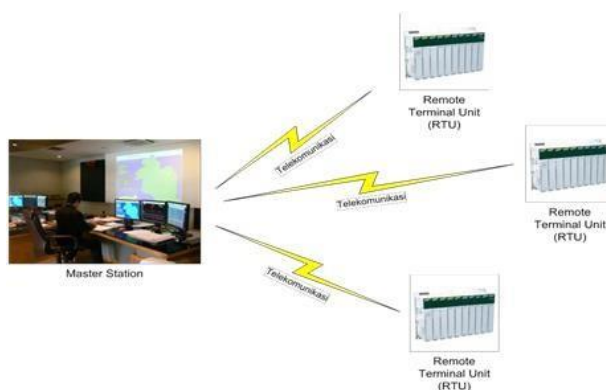 Remote
Terminal Unit
(RTU)
Telekomunikasi
Telekomunikasi
Remote
Terminal Unit
(RTU)
Master Station
Telekomunikasi
Remote
Terminal Unit
(RTU)